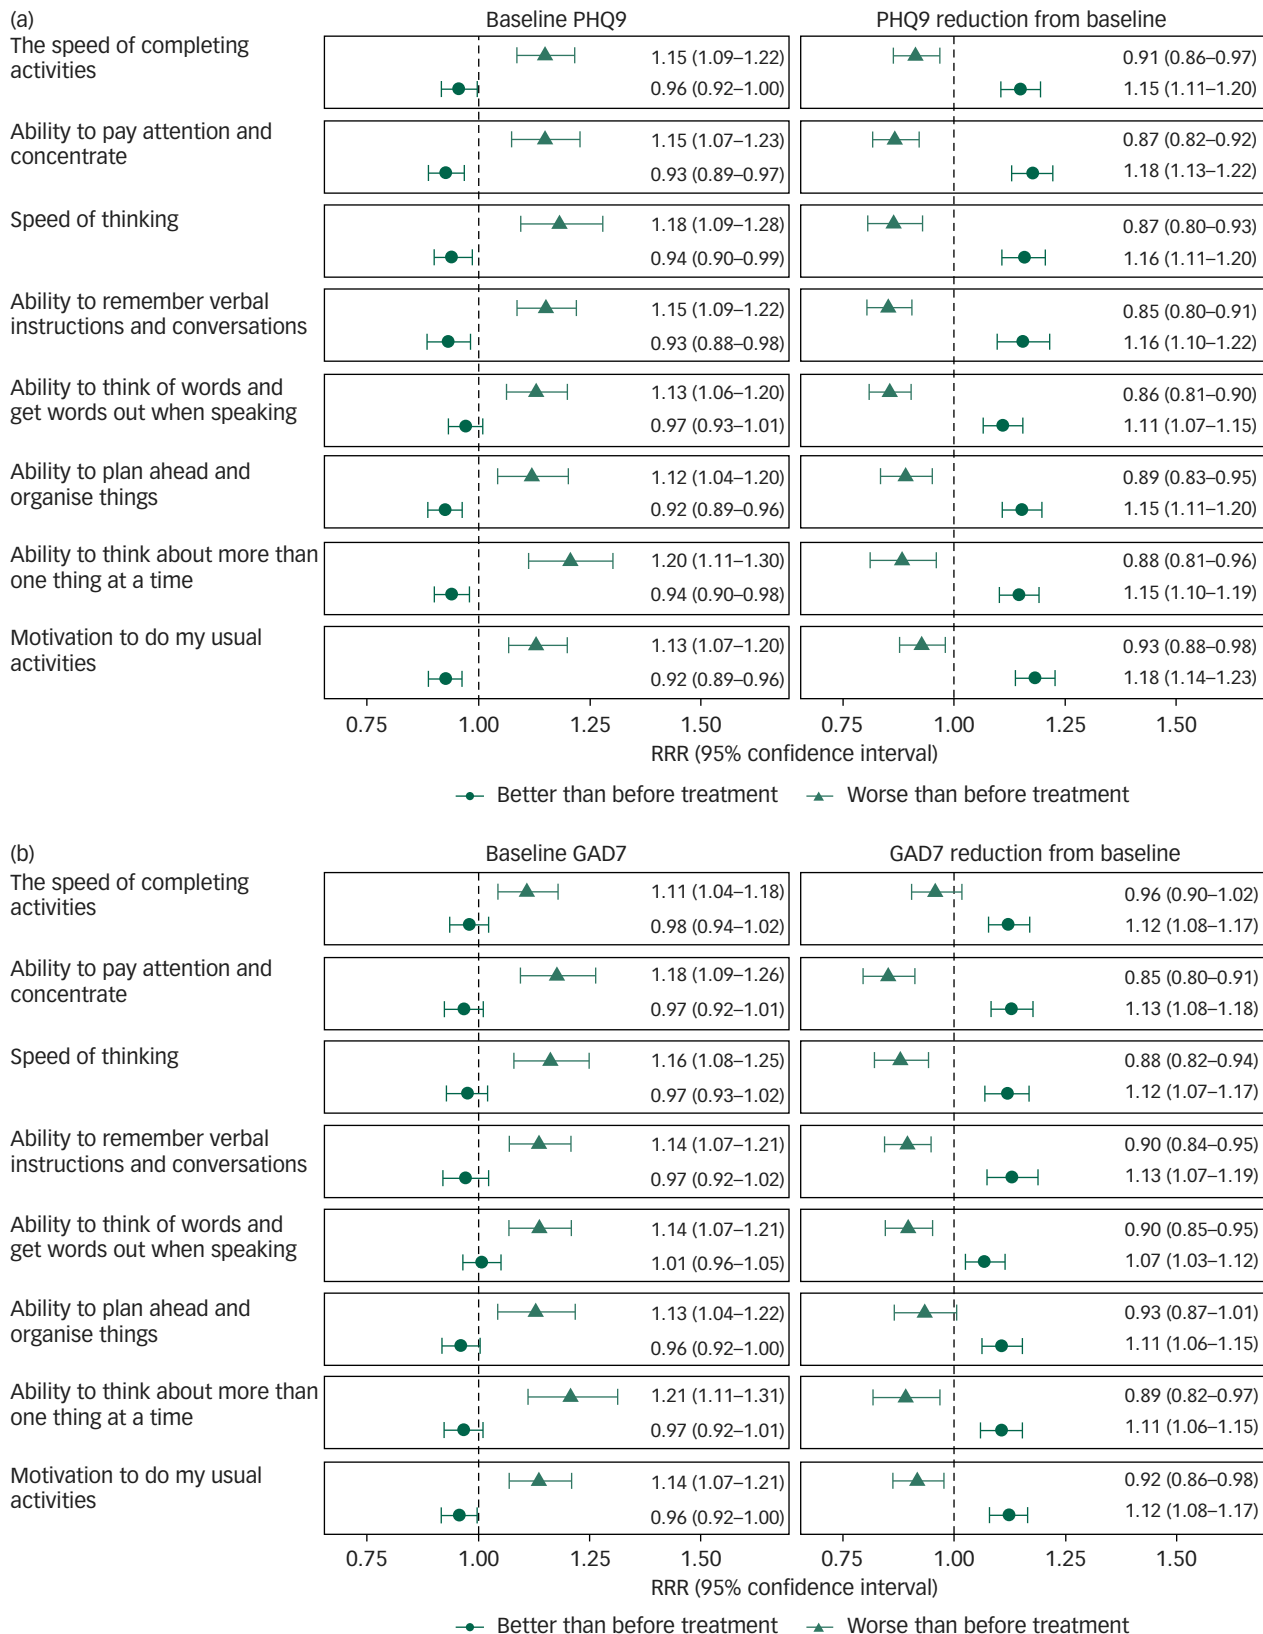 (a)
Baseline PHQ9
PHQ9 reduction from baseline
The speed of completing
activities
1.15 (1.09–1.22)
0.96 (0.92–1.00)
0.91 (0.86–0.97)
1.15 (1.11–1.20)
Ability to pay attention and
concentrate
1.15 (1.07–1.23)
0.93 (0.89–0.97)
0.87 (0.82–0.92)
1.18 (1.13–1.22)
Speed of thinking
1.18 (1.09–1.28)
0.94 (0.90–0.99)
0.87 (0.80–0.93)
1.16 (1.11–1.20)
Ability to remember verbal
instructions and conversations
1.15 (1.09–1.22)
0.93 (0.88–0.98)
0.85 (0.80–0.91)
1.16 (1.10–1.22)
Ability to think of words and
get words out when speaking
1.13 (1.06–1.20)
0.97 (0.93–1.01)
0.86 (0.81–0.90)
1.11 (1.07–1.15)
Ability to plan ahead and
organise things
1.12 (1.04–1.20)
0.92 (0.89–0.96)
0.89 (0.83–0.95)
1.15 (1.11–1.20)
Ability to think about more than
one thing at a time
1.20 (1.11–1.30)
0.94 (0.90–0.98)
0.88 (0.81–0.96)
1.15 (1.10–1.19)
Motivation to do my usual
activities
1.13 (1.07–1.20)
0.92 (0.89–0.96)
0.93 (0.88–0.98)
1.18 (1.14–1.23)
0.75 1.00 1.25 1.50 0.75 1.00 1.25 1.50
RRR (95% confidence interval)
Better than before treatment Worse than before treatment
(b)
Baseline GAD7
GAD7 reduction from baseline
The speed of completing
activities
1.11 (1.04–1.18)
0.98 (0.94–1.02)
0.96 (0.90–1.02)
1.12 (1.08–1.17)
Ability to pay attention and
concentrate
1.18 (1.09–1.26)
0.97 (0.92–1.01)
0.85 (0.80–0.91)
1.13 (1.08–1.18)
Speed of thinking
1.16 (1.08–1.25)
0.97 (0.93–1.02)
0.88 (0.82–0.94)
1.12 (1.07–1.17)
Ability to remember verbal
instructions and conversations
1.14 (1.07–1.21)
0.97 (0.92–1.02)
0.90 (0.84–0.95)
1.13 (1.07–1.19)
Ability to think of words and
get words out when speaking
1.14 (1.07–1.21)
1.01 (0.96–1.05)
0.90 (0.85–0.95)
1.07 (1.03–1.12)
Ability to plan ahead and
organise things
1.13 (1.04–1.22)
0.96 (0.92–1.00)
0.93 (0.87–1.01)
1.11 (1.06–1.15)
Ability to think about more than
one thing at a time
1.21 (1.11–1.31)
0.97 (0.92–1.01)
0.89 (0.82–0.97)
1.11 (1.06–1.15)
Motivation to do my usual
activities
1.14 (1.07–1.21)
0.96 (0.92–1.00)
0.92 (0.86–0.98)
1.12 (1.08–1.17)
0.75 1.00 1.25 1.50 0.75 1.00 1.25 1.50
RRR (95% confidence interval)
Better than before treatment Worse than before treatment